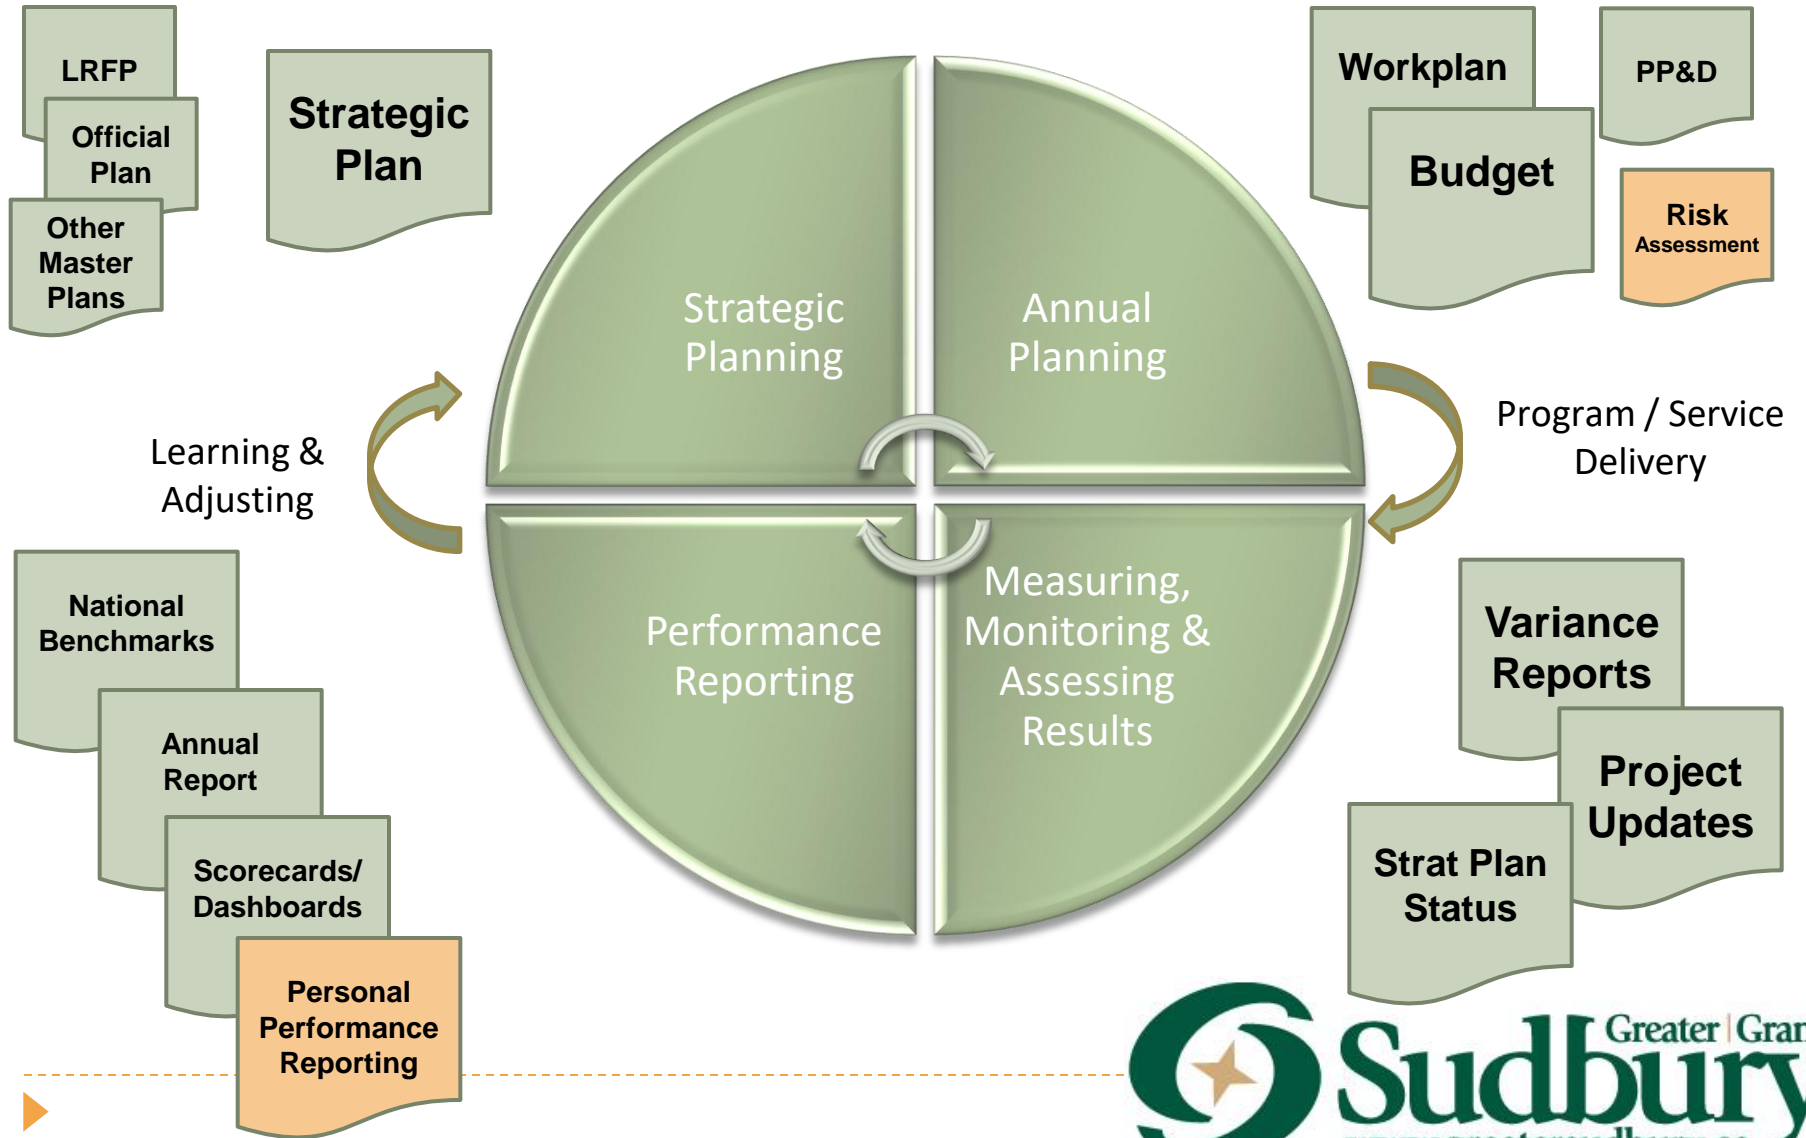 LRFP
Official
Plan
Other
Master
Plans
Strategic
Plan
Workplan
Budget
PP&D
Risk
Assessment
Strategic
Planning
Annual
Planning
Learning &
Adjusting
Program / Service
Delivery
Performance
Reporting
Measuring,
Monitoring &
Assessing
Results
National
Benchmarks
Annual
Report
Scorecards/
Dashboards
Personal
Performance
Reporting
Variance
Reports
Project
Updates
Strat Plan
Status
Greater | Gran
Sudbury